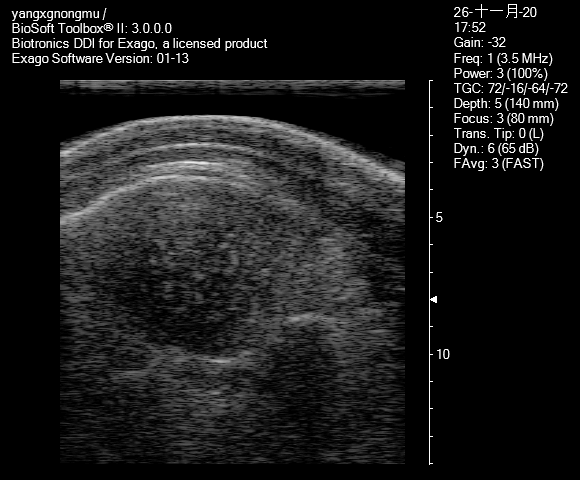 yangxgnongmu /
BioSoft Toolbox® II: 3.0.0.0
Biotronics DDI for Exago, a licensed product
Exago Software Version: 01-13
26-十一月-20
17:52
Gain: -32
Freq: 1 (3.5 MHz)
Power: 3 (100%)
TGC: 72/-16/-64/-72
Depth: 5 (140 mm)
Focus: 3 (80 mm)
Trans. Tip: 0 (L)
Dyn.: 6 (65 dB)
FAvg: 3 (FAST)
5
10